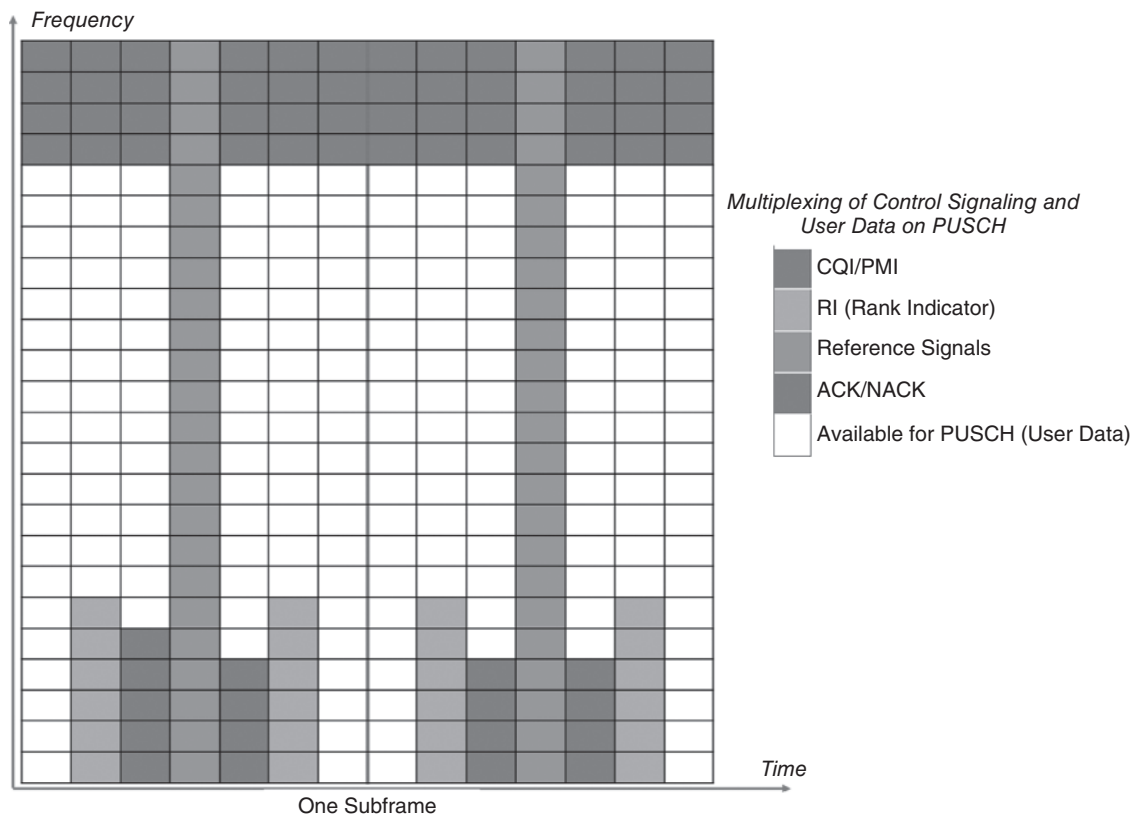 Frequency
Multiplexing of Control Signaling and
User Data on PUSCH
CQI/PMI
RI (Rank Indicator)
Reference Signals
ACK/NACK
Available for PUSCH (User Data)
Time
One Subframe